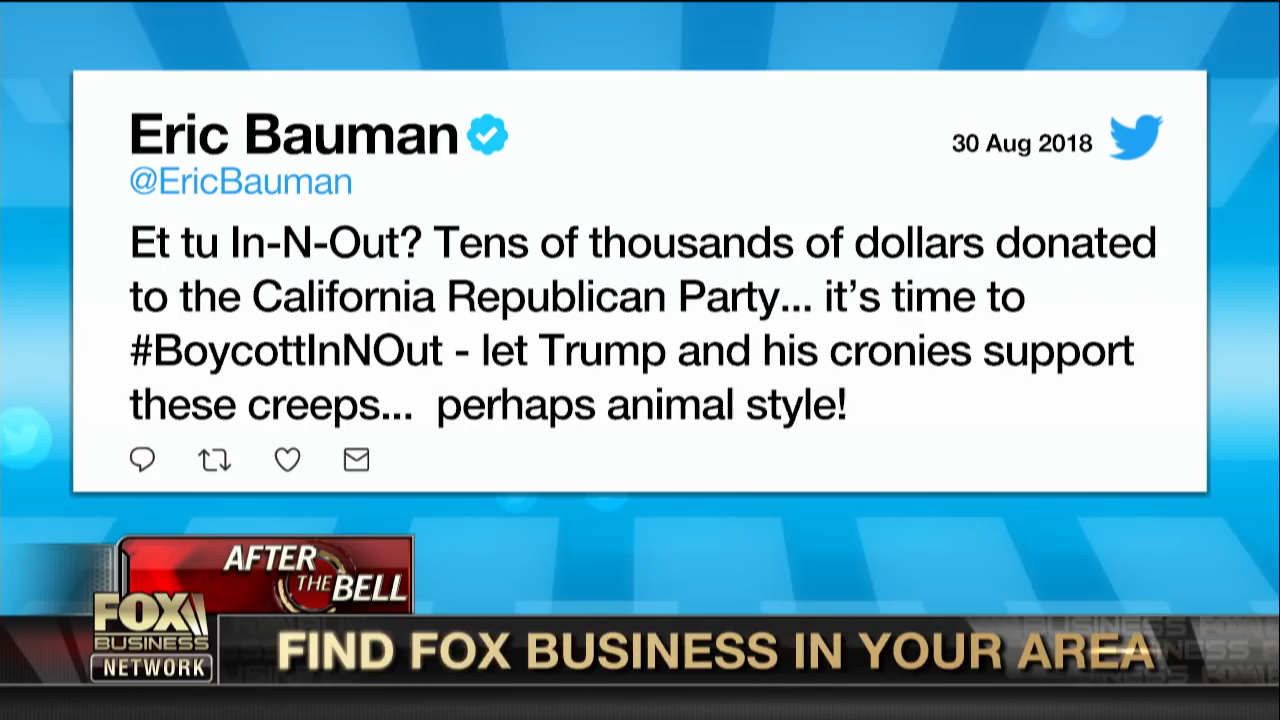 Eric Bauman
@EricBauman
30 Aug 2018
Et tu In-N-Out? Tens of thousands of dollars donated
to the California Republican Party... it’s time to
#BoycottInNOut - let Trump and his cronies support
these creeps... perhaps animal style!
AFTER
THE BELL
FOX
BUSINESS
NETWORK
FIND FOX BUSINESS IN YOUR AREA